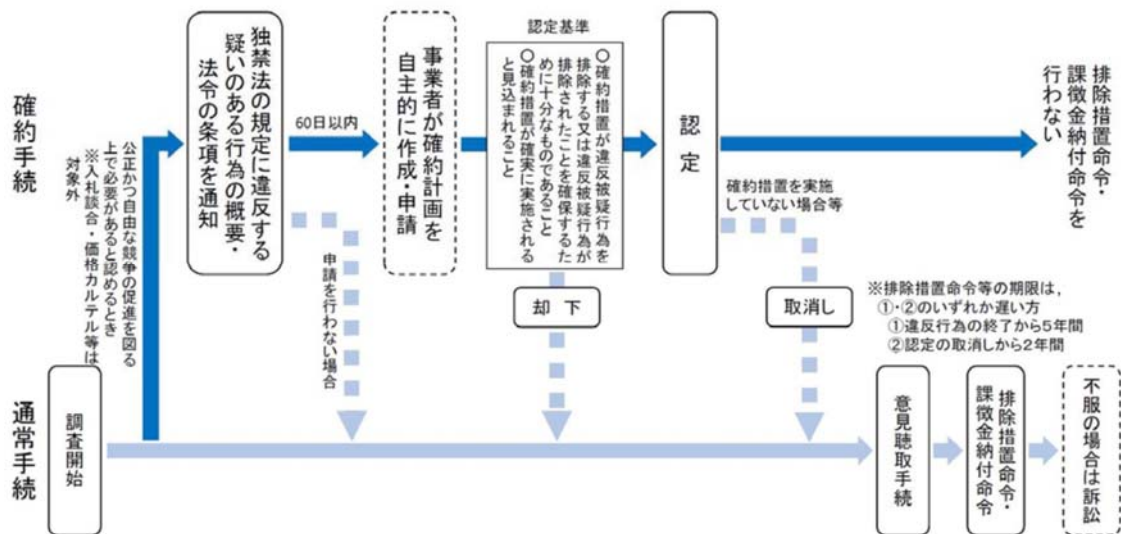 確約手続
公正かつ自由な競争の促進を図る
上で必要があると認めるとき
※入札談合・価格カルテル等は
対象外
独禁法の規定に違反する
疑いのある行為の概要・
法令の条項を通知
60日以内
事業者が確約計画を
自主的に作成・申請
認定基準
○確約措置が違反被疑行為を
排除する又は違反被疑行為が
排除されたことを確保するた
めに十分なものであること
○確約措置が確実に実施される
と見込まれること
認定
排除措置命令・
課徴金納付命令を
行わない
確約措置を実施
していない場合等
申請を行わない場合
却下
取消し
※排除措置命令等の期限は，
①・②のいずれか遅い方
①違反行為の終了から5年間
②認定の取消しから2年間
通常手続
調査開始
意見聴取手続
排除措置命令・
課徴金納付命令
不服の場合は訴訟